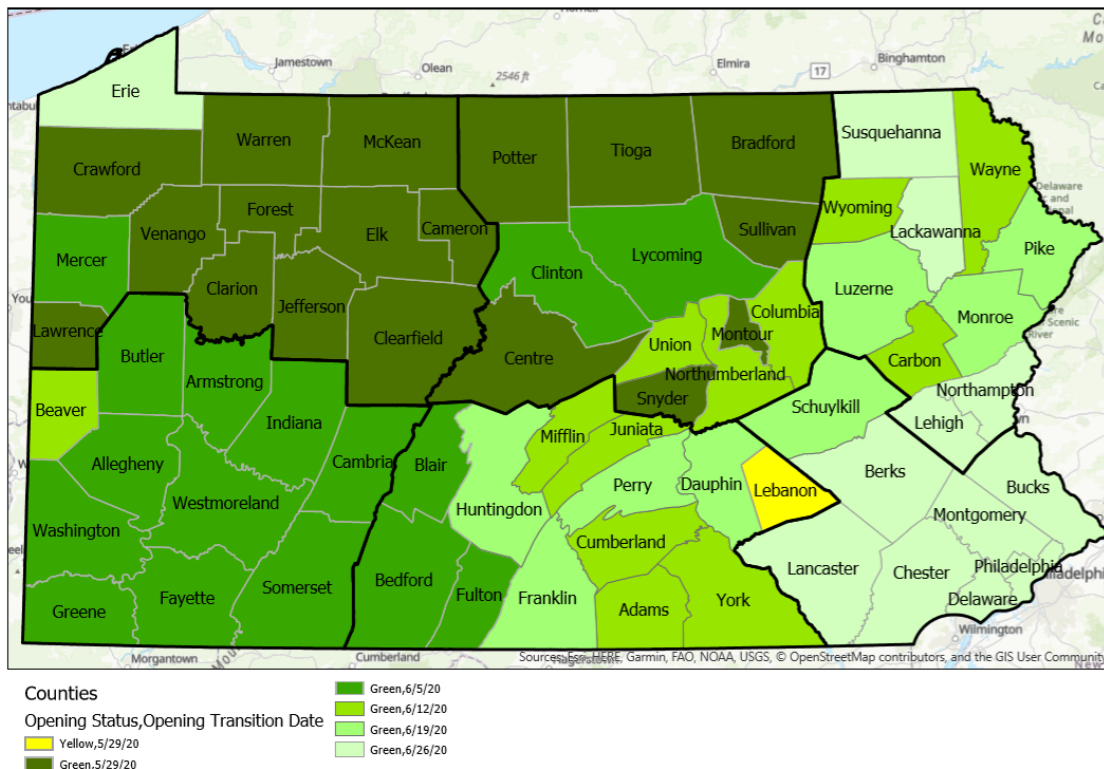 Jamestown
Olean
2546 ft
Elmira
17
Binghamton
Erie
Susquehanna
Warren
McKean
Potter
Tioga
Bradford
Wayne
Crawford
Delaware
Forest
Wyoming
Venango
Elk
Cameron
Sullivan
Lackawanna
Pike
Mercer
Clinton
Lycoming
Clarion
Jefferson
Luzerne
Lawrence
Clearfield
Columbia
Monroe
Scenic
River
Butler
Centre
Union
Montour
Carbon
Armstrong
Northumberland
Northampton
Beaver
Snyder
Schuylkill
Indiana
Juniata
Lehigh
Mifflin
Allegheny
Cambria
Blair
Berks
Westmoreland
Perry
Dauphin
Lebanon
Bucks
Washington
Huntingdon
Montgomery
Cumberland
Philadelphia
Lancaster
Chester
Somerset
Bedford
Fulton
Franklin
Delaware
Greene
Fayette
Adams
York
Wilmington
Morgantown
Cumberland
Sources: Esri, HERE, Garmin, FAO, NOAA, USGS, © OpenStreetMap contributors, and the GIS User Community
Counties
Opening Status,Opening Transition Date
Yellow,5/29/20
Green,5/29/20
Green,6/5/20
Green,6/12/20
Green,6/19/20
Green,6/26/20